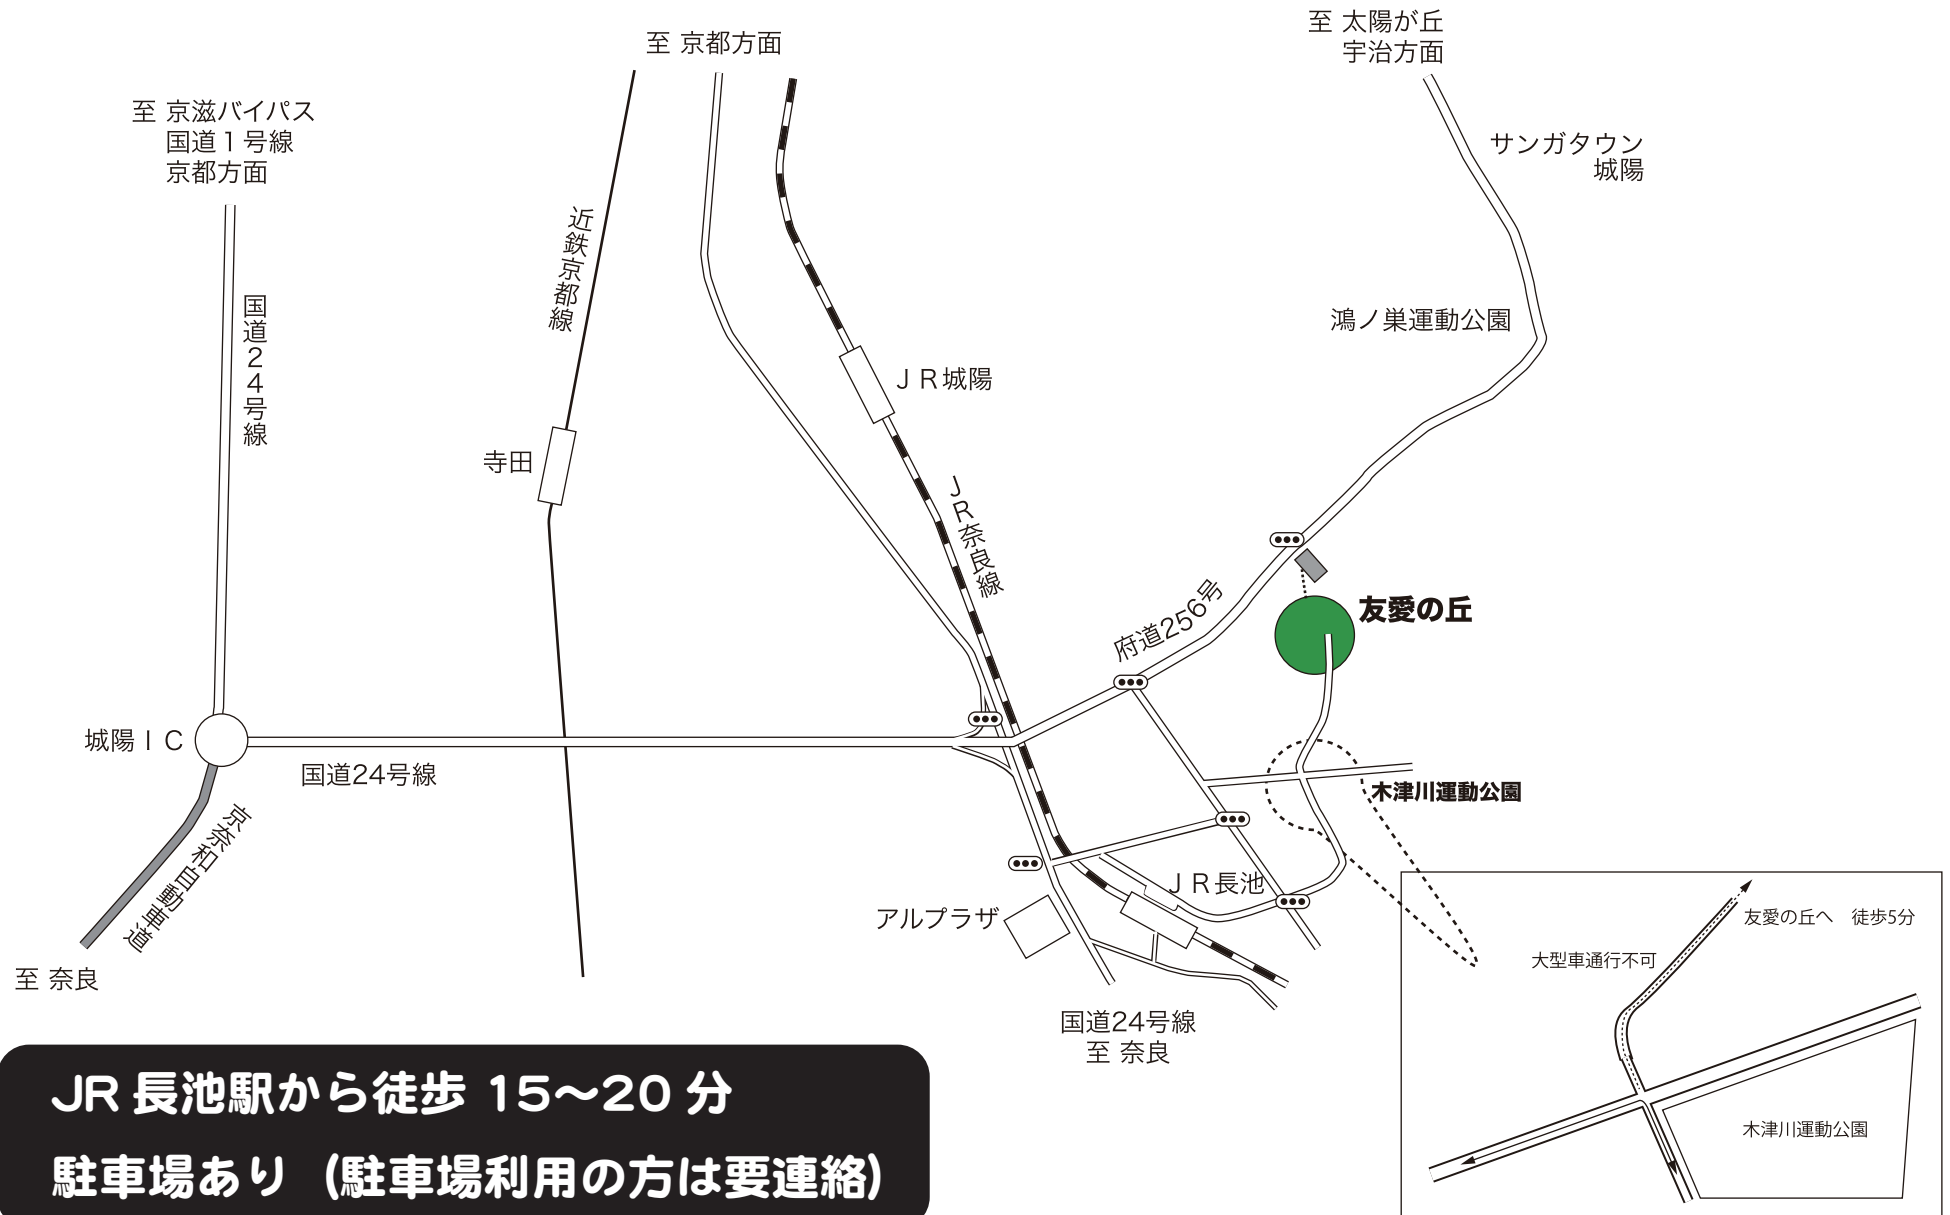 至 京都方面
至 太陽が丘
宇治方面
至 京滋バイパス
国道１号線
京都方面
サンガタウン
城陽
近鉄京都線
国道２４号線
鴻ノ巣運動公園
ＪＲ城陽
寺田
ＪＲ奈良線
府道256号
友愛の丘
城陽ＩＣ
国道24号線
木津川運動公園
京奈和自動車道
ＪＲ長池
アルプラザ
至 奈良
国道24号線
至 奈良
友愛の丘へ　徒歩5分
大型車通行不可
木津川運動公園
JR 長池駅から徒歩 15～20 分
駐車場あり （駐車場利用の方は要連絡）